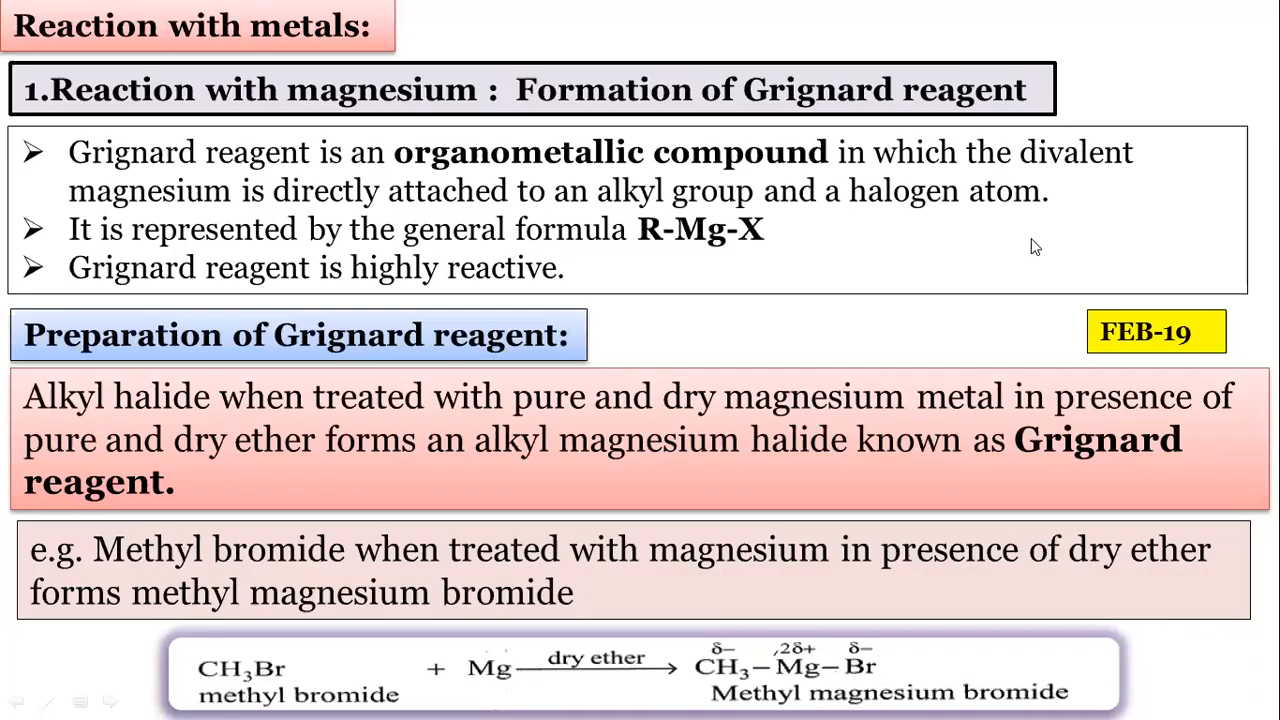 Reaction with metals:
1.Reaction with magnesium : Formation of Grignard reagent
➢ Grignard reagent is an organometallic compound in which the divalent
magnesium is directly attached to an alkyl group and a halogen atom.
➢ It is represented by the general formula R-Mg-X
➢ Grignard reagent is highly reactive.
Preparation of Grignard reagent:
FEB-19
Alkyl halide when treated with pure and dry magnesium metal in presence of
pure and dry ether forms an alkyl magnesium halide known as Grignard
reagent.
e.g. Methyl bromide when treated with magnesium in presence of dry ether
forms methyl magnesium bromide
δ− 2δ+ δ−
CH₃Br + Mg dry ether → CH₃−Mg−Br
methyl bromide Methyl magnesium bromide